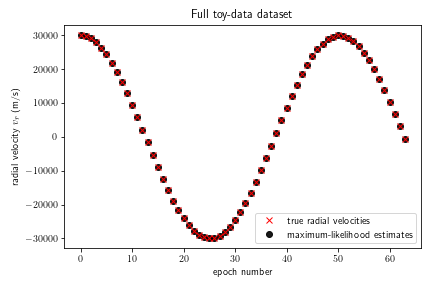 Full toy-data dataset
30000
20000
10000
0
−10000
−20000
−30000
radial velocity vᵣ (m/s)
true radial velocities
maximum-likelihood estimates
0 10 20 30 40 50 60
epoch number